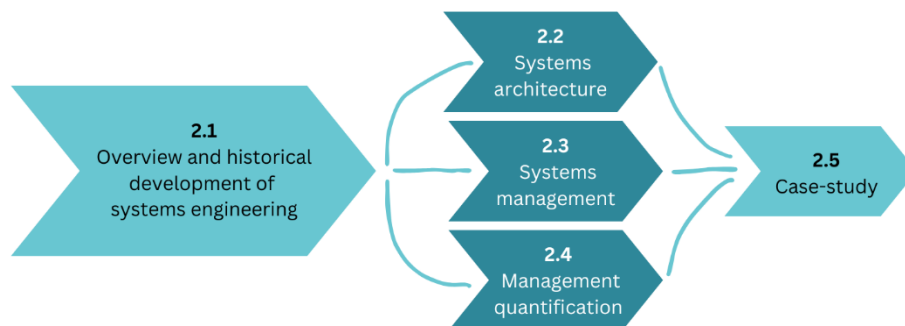 2.1
Overview and historical
development of
systems engineering
2.2
Systems
architecture
2.3
Systems
management
2.4
Management
quantification
2.5
Case-study